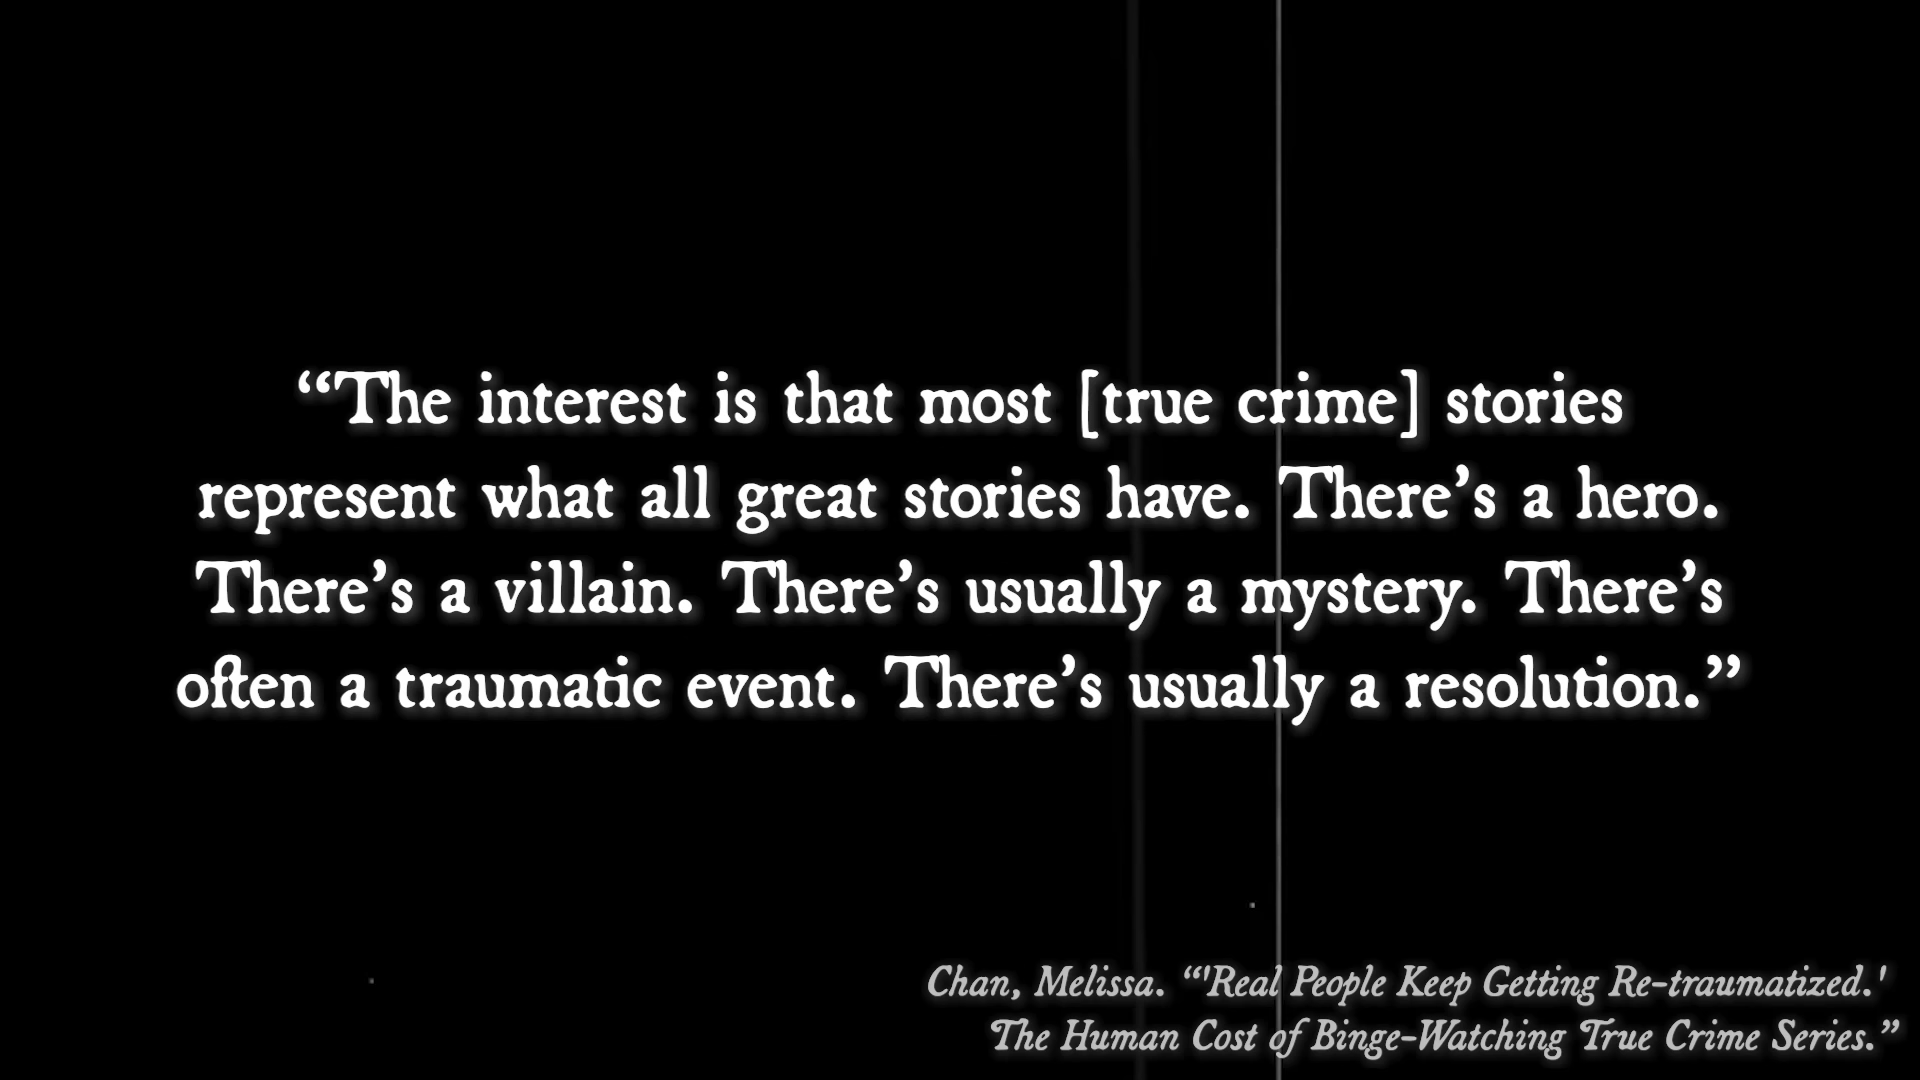 “The interest is that most [true crime] stories
represent what all great stories have. There’s a hero.
There’s a villain. There’s usually a mystery. There’s
often a traumatic event. There’s usually a resolution.”
Chan, Melissa. “'Real People Keep Getting Re-traumatized.'
The Human Cost of Binge-Watching True Crime Series.”